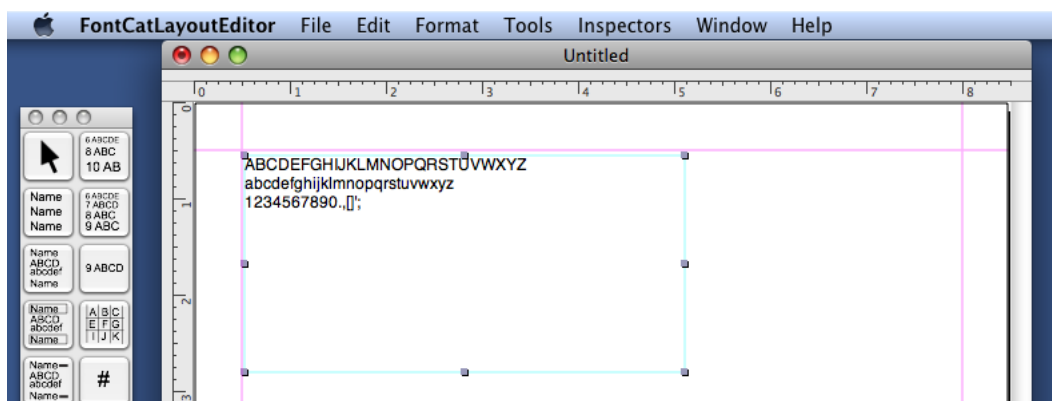 FontCatLayoutEditor File Edit Format Tools Inspectors Window Help
Untitled
0 1 2 3 4 5 6 7 8
0
1
2
3
6 ABCDE
8 ABC
10 AB
Name
Name
Name
6 ABCDE
7 ABCD
8 ABC
9 ABC
Name
ABCD
abcdef
Name
9 ABCD
Name
ABCD
abcdef
Name
A B C
E F G
I J K
Name
ABCD
abcdef
Name
#
ABCDEFGHIJKLMNOPQRSTUVWXYZ
abcdefghijklmnopqrstuvwxyz
1234567890.,[]';